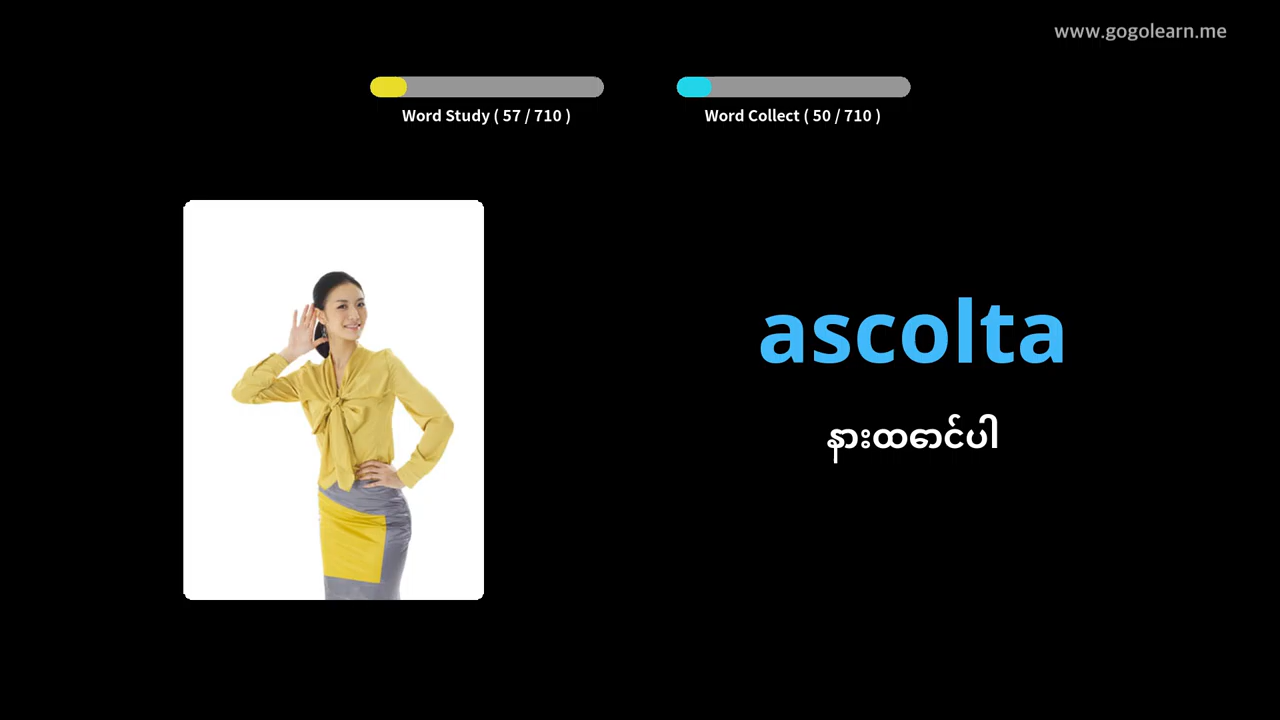 www.gogolearn.me
Word Study ( 57 / 710 )
Word Collect ( 50 / 710 )
ascolta
နားထောင်ပါ